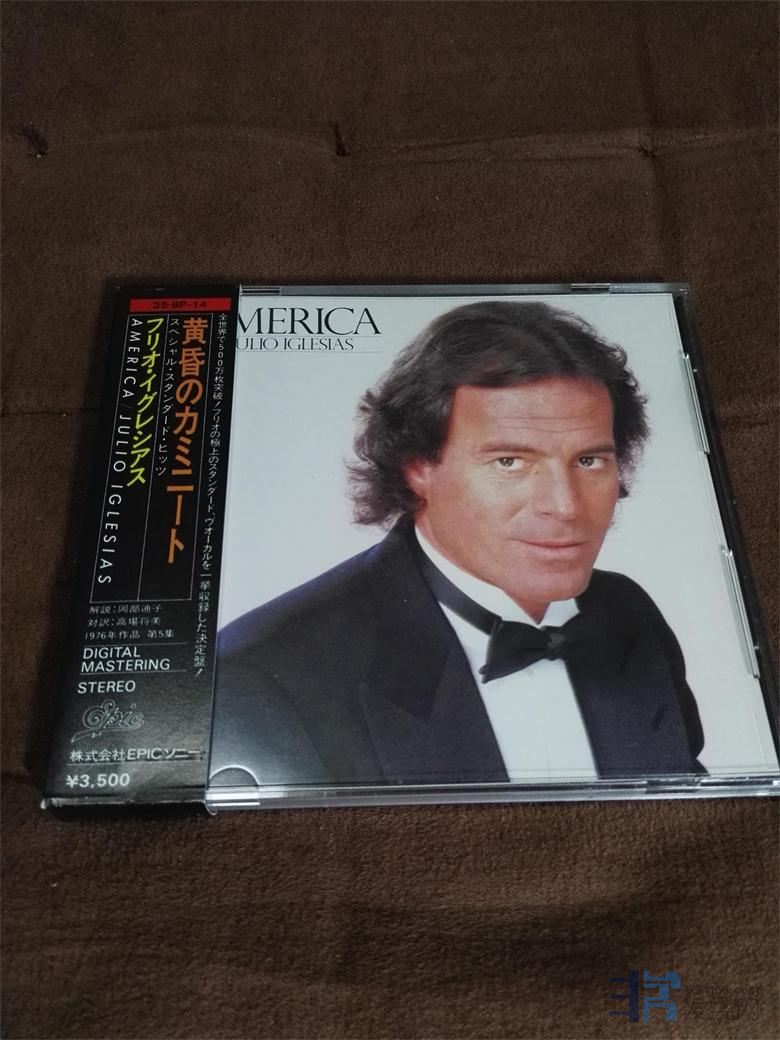 35·8P-14
全世界で500万枚突破!フリオの極上のスタンダード、ヴォーカルを一挙収録した決定盤!
黄昏のカミニート
スペシャル・スタンダード・ヒッツ
フリオ・イグレシアス
AMERICA JULIO IGLESIAS
解説:岡部迪子
対訳:高場将美
1976年作品 第5集
DIGITAL
MASTERING
STEREO
Epic
株式会社EPICソニー
¥3,500
MERICA
ULIO IGLESIAS